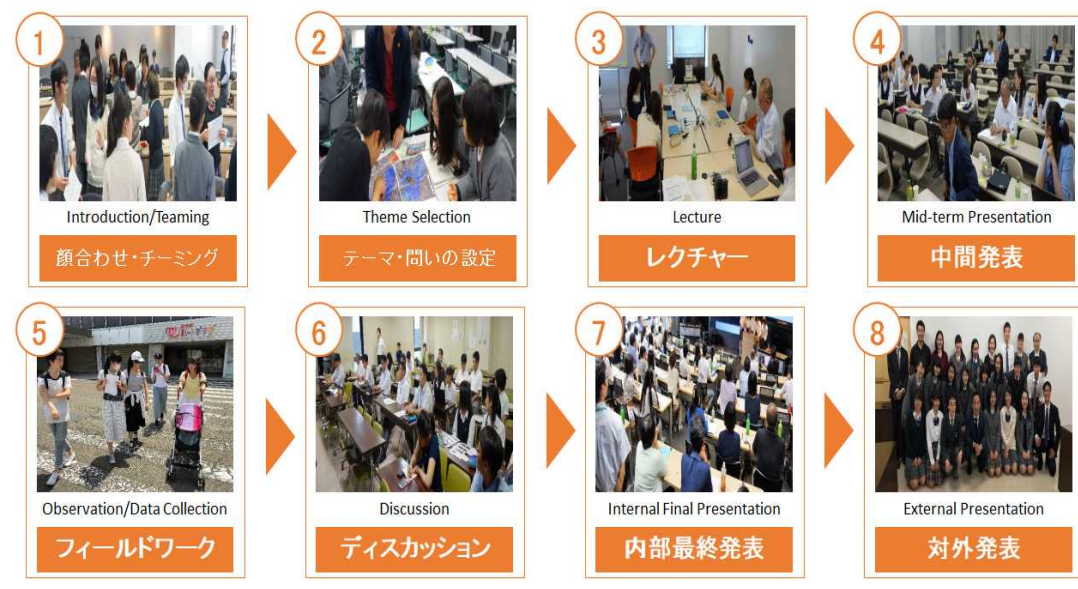 1
Introduction/Teaming
顔合わせ・チーミング
2
Theme Selection
テーマ・問いの設定
3
Lecture
レクチャー
4
Mid-term Presentation
中間発表
5
Observation/Data Collection
フィールドワーク
6
Discussion
ディスカッション
7
Internal Final Presentation
内部最終発表
8
External Presentation
対外発表